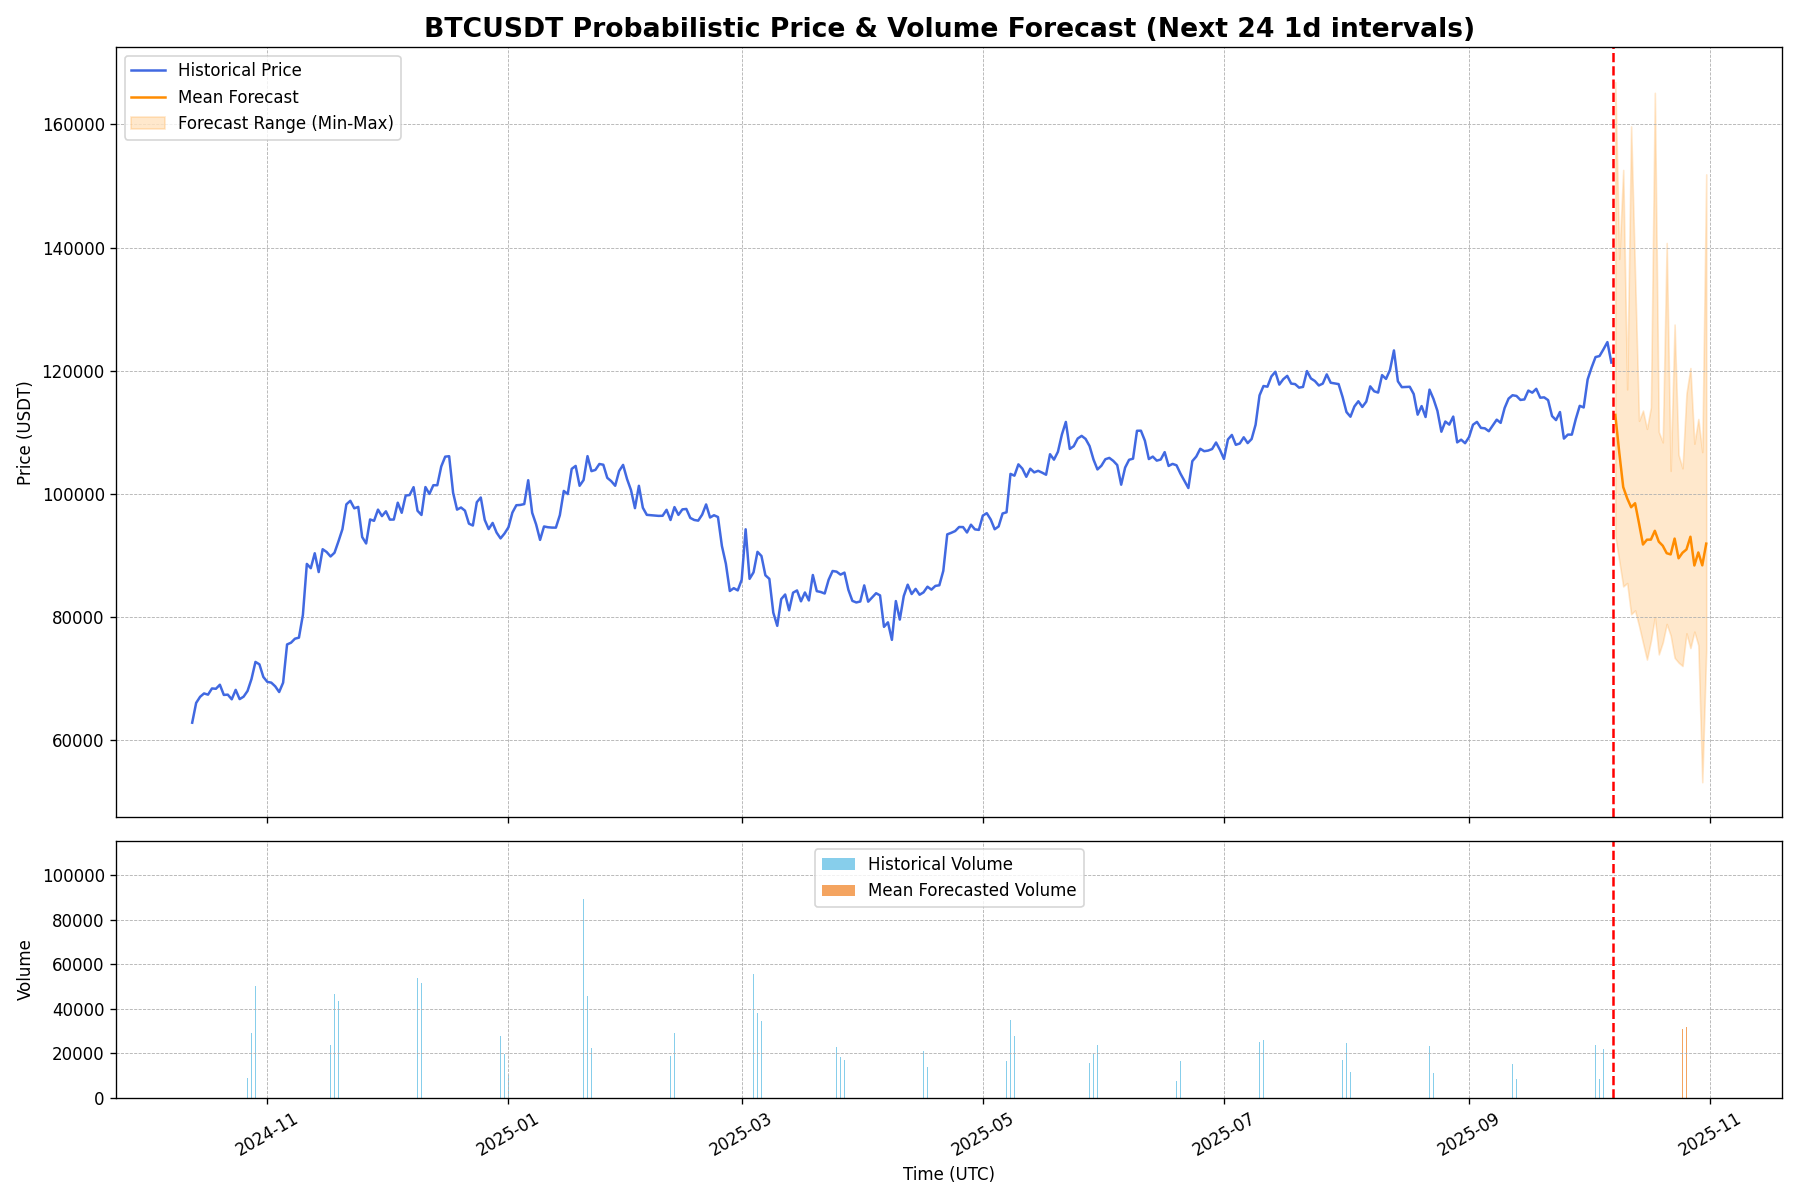 BTCUSDT Probabilistic Price & Volume Forecast (Next 24 1d intervals)
Historical Price
Mean Forecast
Forecast Range (Min-Max)
160000
140000
120000
100000
80000
60000
Price (USDT)
Historical Volume
Mean Forecasted Volume
100000
80000
60000
40000
20000
0
Volume
2024-11
2025-01
2025-03
2025-05
2025-07
2025-09
2025-11
Time (UTC)